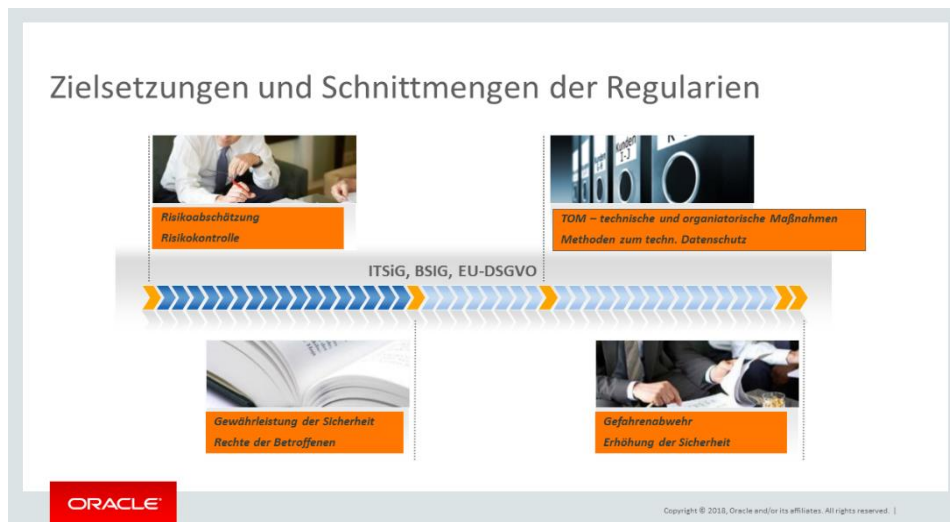 Zielsetzungen und Schnittmengen der Regularien
Kunden
I-J
Risikoabschätzung
Risikokontrolle
TOM – technische und organiatorische Maßnahmen
Methoden zum techn. Datenschutz
ITSiG, BSIG, EU-DSGVO
Gewährleistung der Sicherheit
Rechte der Betroffenen
Gefahrenabwehr
Erhöhung der Sicherheit
ORACLE®
Copyright © 2018, Oracle and/or its affiliates. All rights reserved. |